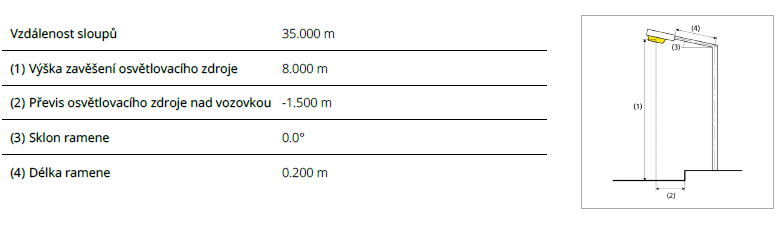 Vzdálenost sloupů 35.000 m
(1) Výška zavěšení osvětlovacího zdroje 8.000 m
(2) Převis osvětlovacího zdroje nad vozovkou -1.500 m
(3) Sklon ramene 0.0°
(4) Délka ramene 0.200 m
(4)
(3)
(1)
(2)